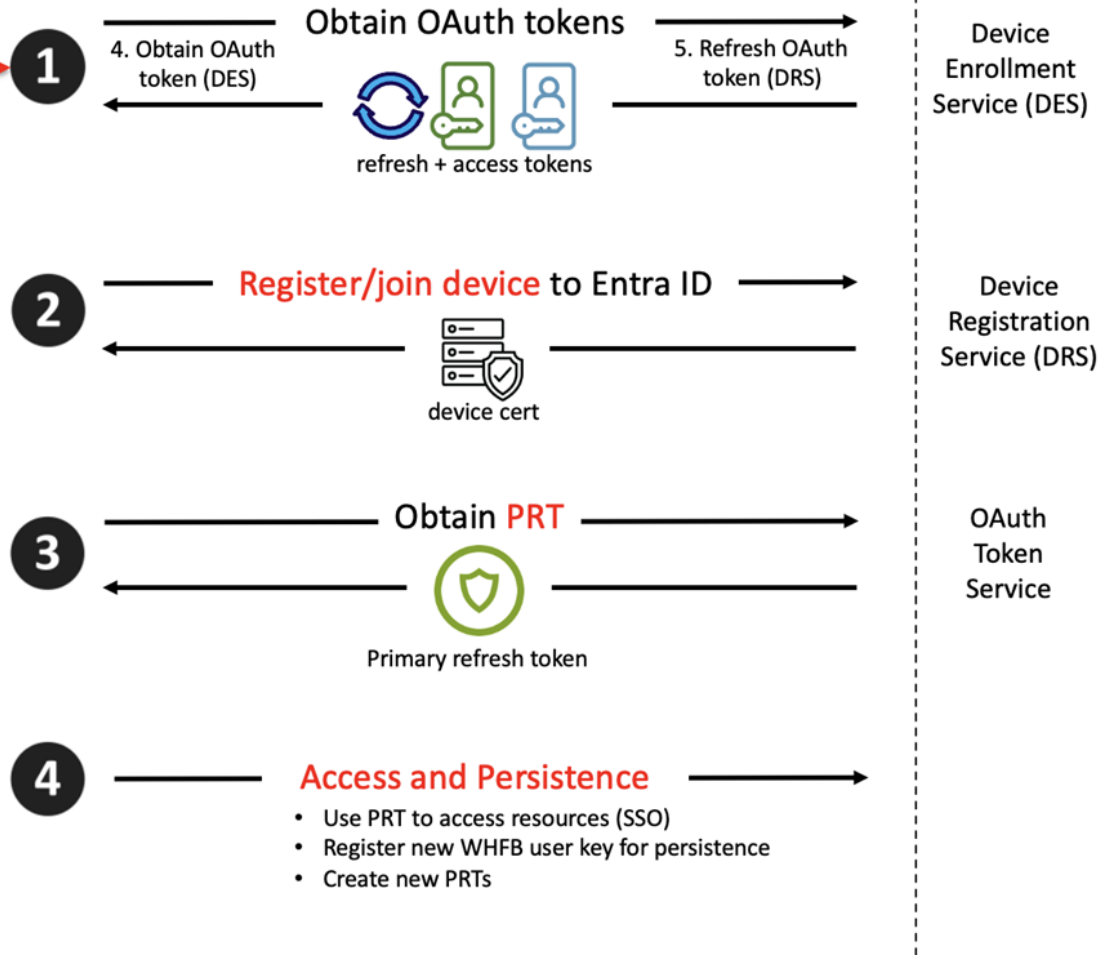 1
Obtain OAuth tokens
4. Obtain OAuth
token (DES)
5. Refresh OAuth
token (DRS)
refresh + access tokens
Device
Enrollment
Service (DES)
2
Register/join device to Entra ID
device cert
Device
Registration
Service (DRS)
3
Obtain PRT
Primary refresh token
OAuth
Token
Service
4
Access and Persistence
• Use PRT to access resources (SSO)
• Register new WHFB user key for persistence
• Create new PRTs